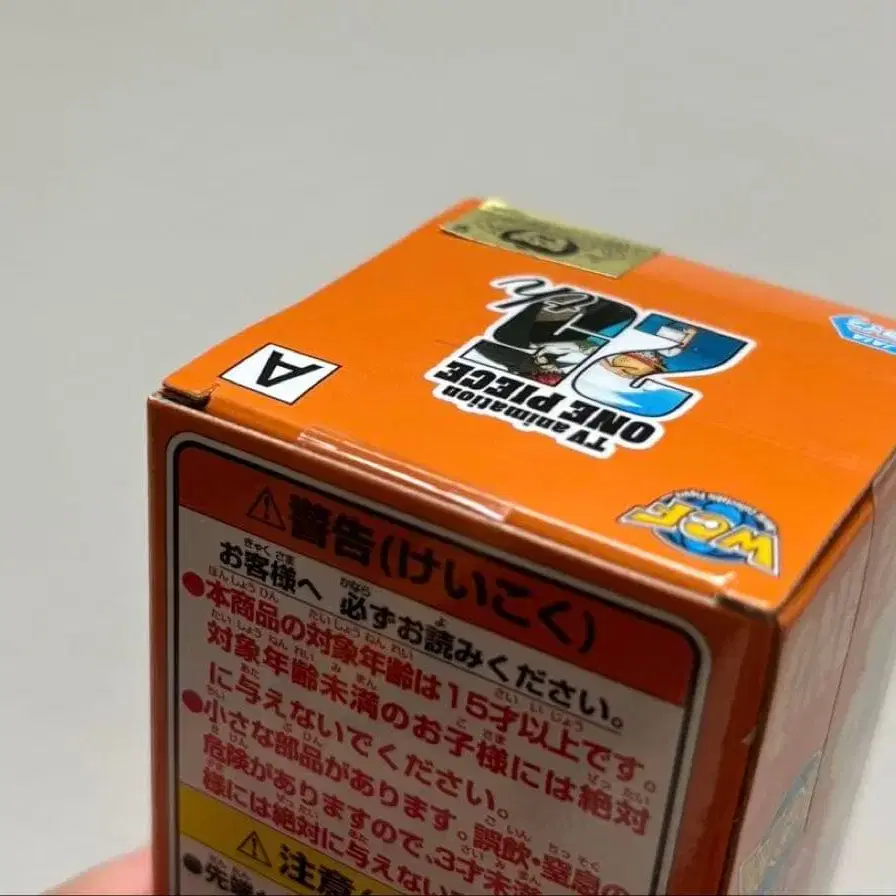 A
TV animation
ONE PIECE
25th
WCF
⚠警告(けいこく)
お客様へ 必ずお読みください。
●本商品の対象年齢は15才以上です。
対象年齢未満のお子様には絶対
に与えないでください。
●小さな部品があります。誤飲・窒息の
危険がありますので、3才未満
様には絶対に与えない
⚠注意